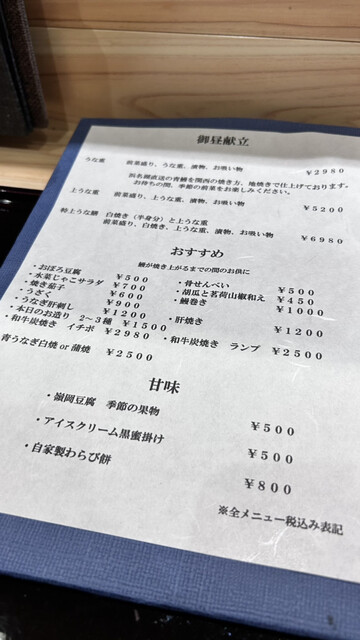 御昼献立
うな重 前菜盛り、うな重、漬物、お吸い物 ￥2980
浜名湖直送の青鰻を関西の焼き方、地焼きで仕上げております。
お待ちの間、季節の前菜をお楽しみください。
上うな重 前菜盛り、上うな重、漬物、お吸い物 ￥5200
特上うな膳 白焼き（半身分）と上うな重
前菜盛り、白焼き、上うな重、漬物、お吸い物 ￥6980
おすすめ
鰻が焼き上がるまでの間のお供に
・おぼろ豆腐 ￥500 ・骨せんべい ￥500
・水菜じゃこサラダ ￥700 ・胡瓜と茗荷山椒和え ￥450
・焼き茄子 ￥600 ・鰻巻き ￥1000
・うざく ￥900
・うなぎ肝刺し ￥1200 ・肝焼き ￥1200
・本日のお造り 2～3種 ￥1500
・和牛炭焼き イチボ ￥2980 ・和牛炭焼き ランプ ￥2500
青うなぎ白焼 or 蒲焼 ￥2500
甘味
・嶺岡豆腐 季節の果物 ￥500
・アイスクリーム黒蜜掛け ￥500
・自家製わらび餅 ￥800
※全メニュー税込み表記